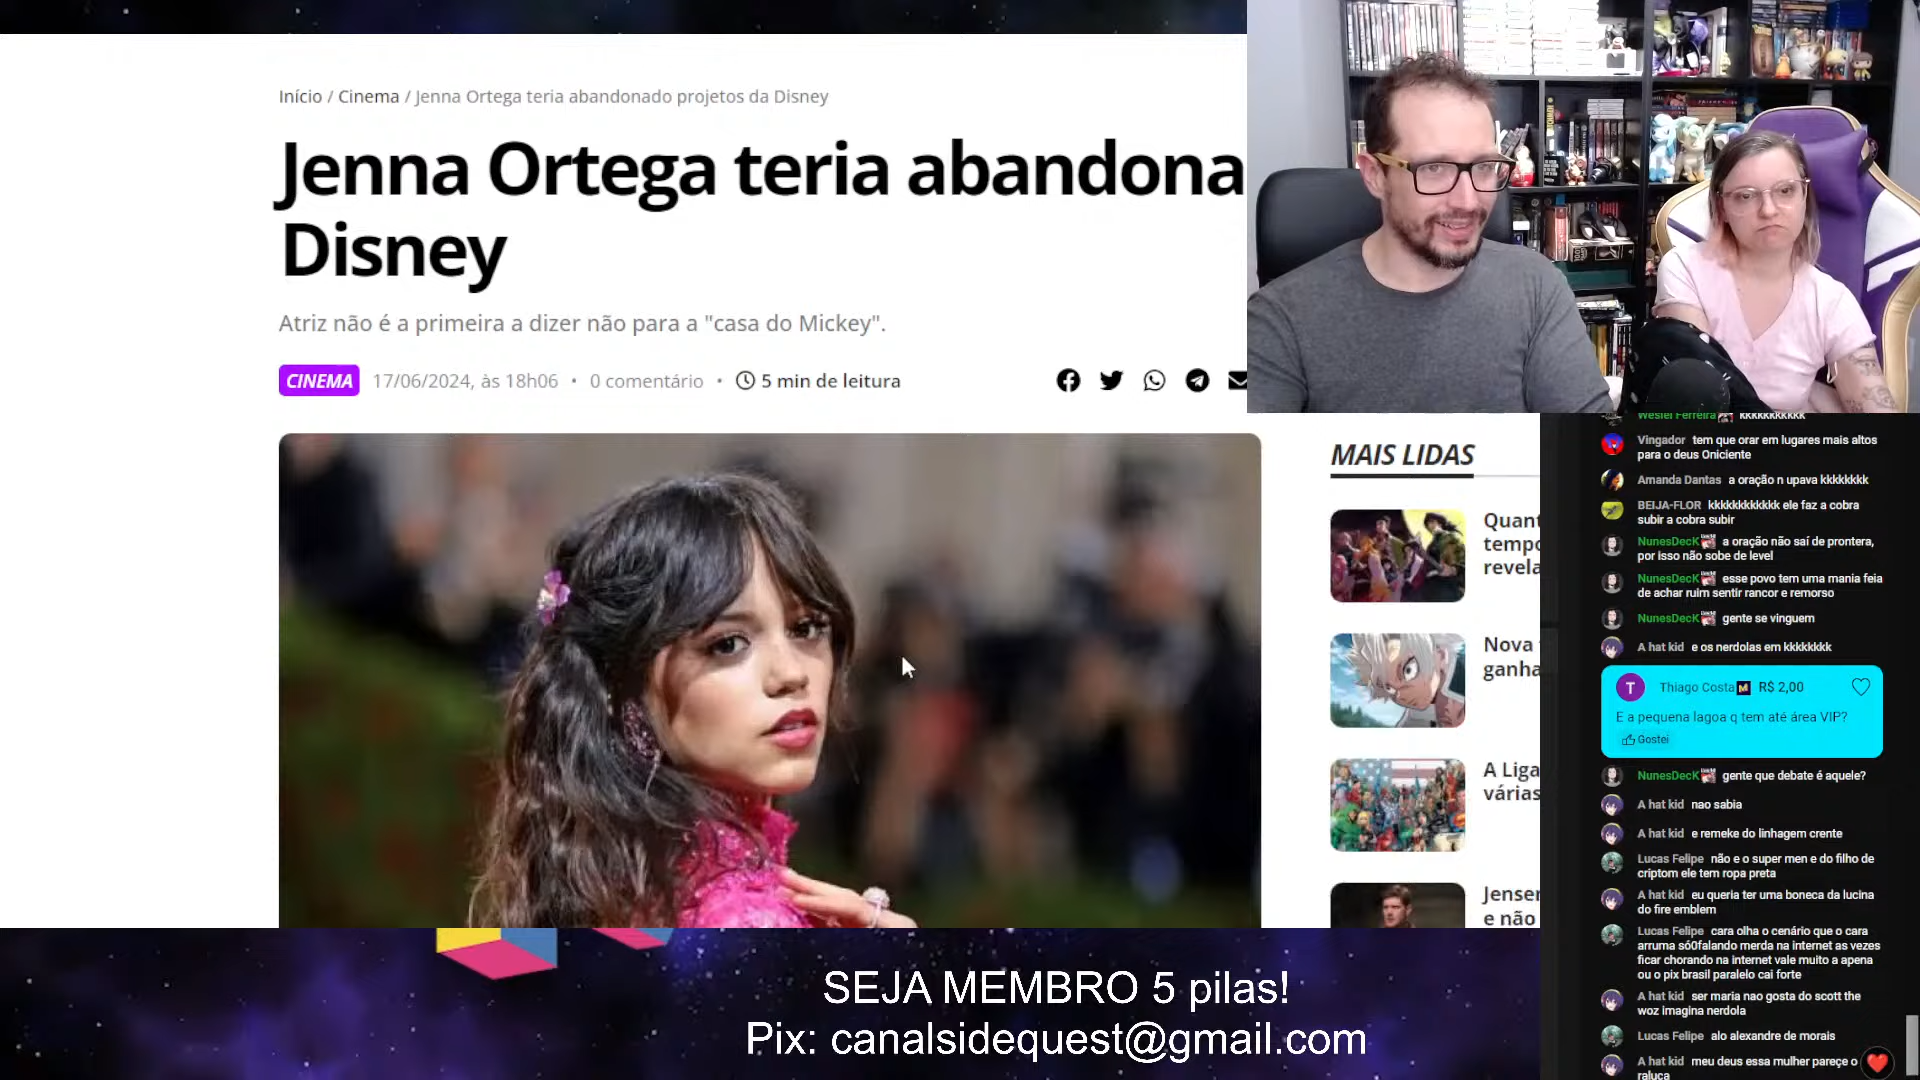 Início / Cinema / Jenna Ortega teria abandonado projetos da Disney
Jenna Ortega teria abandona
Disney
Atriz não é a primeira a dizer não para a "casa do Mickey".
CINEMA 17/06/2024, às 18h06 • 0 comentário • 5 min de leitura
MAIS LIDAS
Quant
tempo
revela
Nova
ganha
A Liga
várias
Jensen
e não
SEJA MEMBRO 5 pilas!
Pix: canalsidequest@gmail.com
Weslei Ferreira kkkkkkkkkkk
Vingador tem que orar em lugares mais altos
para o deus Oniciente
Amanda Dantas a oração n upava kkkkkkkk
BEIJA-FLOR kkkkkkkkkkkk ele faz a cobra
subir a cobra subir
NunesDecK a oração não saí de prontera,
por isso não sobe de level
NunesDecK esse povo tem uma mania feia
de achar ruim sentir rancor e remorso
NunesDecK gente se vinguem
A hat kid e os nerdolas em kkkkkkkk
T Thiago Costa R$ 2,00
E a pequena lagoa q tem até área VIP?
Gostei
NunesDecK gente que debate é aquele?
A hat kid nao sabia
A hat kid e remeke do linhagem crente
Lucas Felipe não e o super men e do filho de
criptom ele tem ropa preta
A hat kid eu queria ter uma boneca da lucina
do fire emblem
Lucas Felipe cara olha o cenário que o cara
arruma só0falando merda na internet as vezes
ficar chorando na internet vale muito a apena
ou o pix brasil paralelo cai forte
A hat kid ser maria nao gosta do scott the
woz imagina nerdola
Lucas Felipe alo alexandre de morais
A hat kid meu deus essa mulher pareçe o
raluca